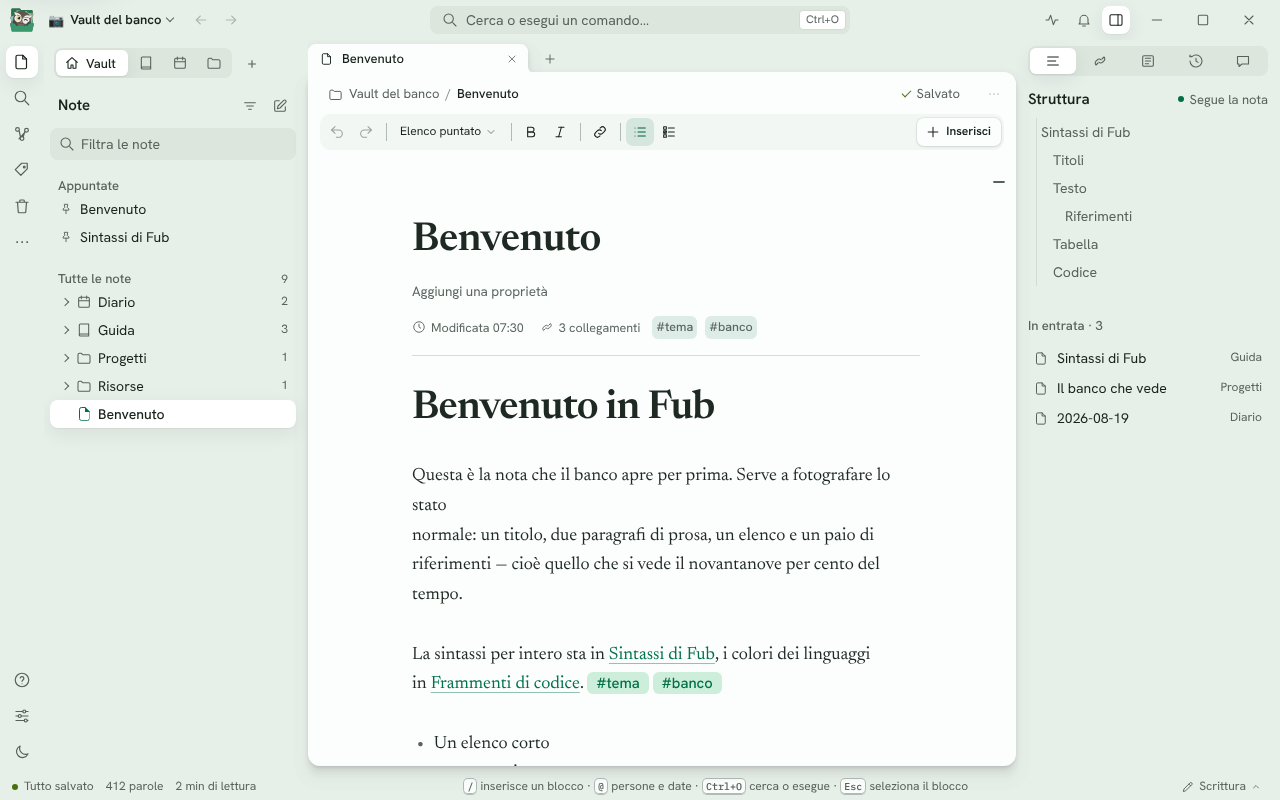 Vault del banco
Cerca o esegui un comando…
Ctrl+O
Vault
Note
Filtra le note
Appuntate
Benvenuto
Sintassi di Fub
Tutte le note 9
Diario 2
Guida 3
Progetti 1
Risorse 1
Benvenuto
Benvenuto
Vault del banco / Benvenuto
Salvato
Elenco puntato
B I
Inserisci
Benvenuto
Aggiungi una proprietà
Modificata 07:30 3 collegamenti #tema #banco
Benvenuto in Fub
Questa è la nota che il banco apre per prima. Serve a fotografare lo
stato
normale: un titolo, due paragrafi di prosa, un elenco e un paio di
riferimenti — cioè quello che si vede il novantanove per cento del
tempo.
La sintassi per intero sta in Sintassi di Fub, i colori dei linguaggi
in Frammenti di codice. #tema #banco
• Un elenco corto
Struttura
Segue la nota
Sintassi di Fub
Titoli
Testo
Riferimenti
Tabella
Codice
In entrata · 3
Sintassi di Fub Guida
Il banco che vede Progetti
2026-08-19 Diario
Tutto salvato 412 parole 2 min di lettura
/ inserisce un blocco · @ persone e date · Ctrl+O cerca o esegue · Esc seleziona il blocco
Scrittura